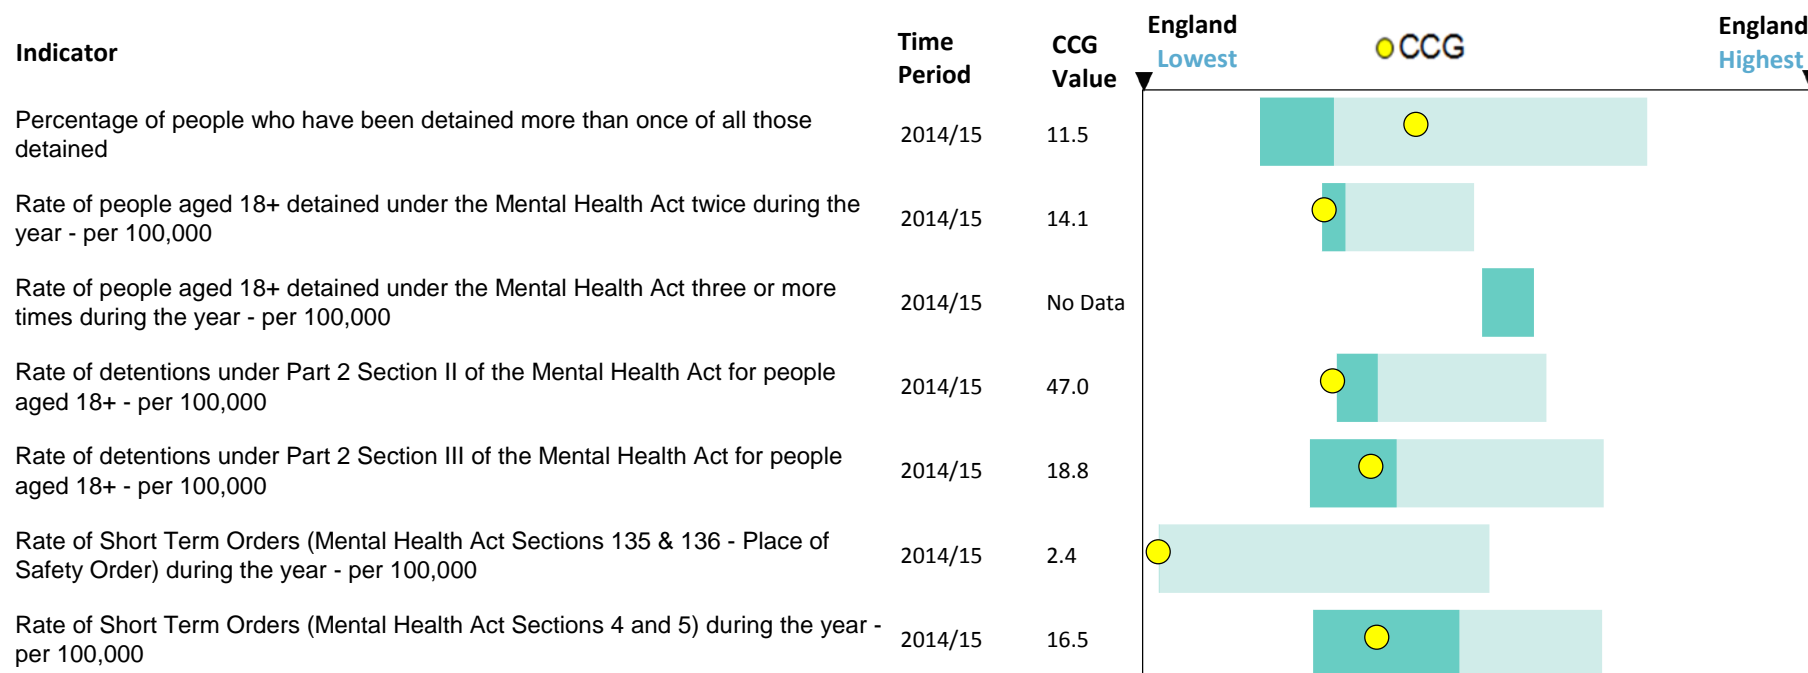 Indicator
Time
Period
CCG
Value
England
Lowest
CCG
England
Highest
Percentage of people who have been detained more than once of all those
detained
2014/15
11.5
Rate of people aged 18+ detained under the Mental Health Act twice during the
year - per 100,000
2014/15
14.1
Rate of people aged 18+ detained under the Mental Health Act three or more
times during the year - per 100,000
2014/15
No Data
Rate of detentions under Part 2 Section II of the Mental Health Act for people
aged 18+ - per 100,000
2014/15
47.0
Rate of detentions under Part 2 Section III of the Mental Health Act for people
aged 18+ - per 100,000
2014/15
18.8
Rate of Short Term Orders (Mental Health Act Sections 135 & 136 - Place of
Safety Order) during the year - per 100,000
2014/15
2.4
Rate of Short Term Orders (Mental Health Act Sections 4 and 5) during the year -
per 100,000
2014/15
16.5